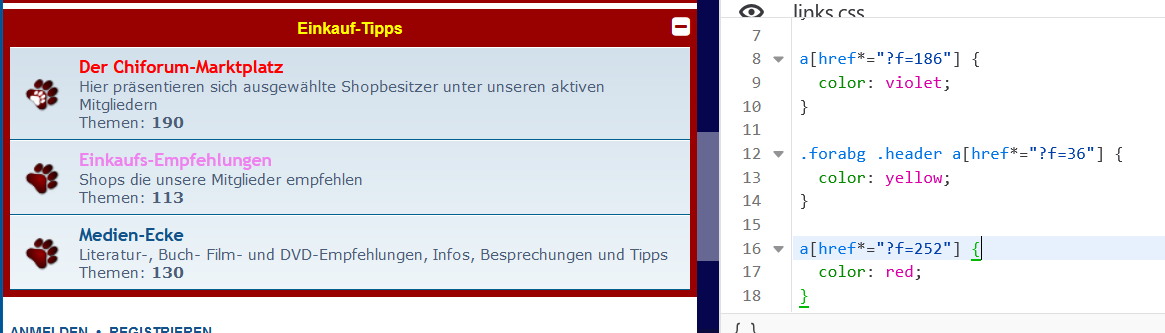 Einkauf-Tipps
Der Chiforum-Marktplatz
Hier präsentieren sich ausgewählte Shopbesitzer unter unseren aktiven
Mitgliedern
Themen: 190
Einkaufs-Empfehlungen
Shops die unsere Mitglieder empfehlen
Themen: 113
Medien-Ecke
Literatur-, Buch- Film- und DVD-Empfehlungen, Infos, Besprechungen und Tipps
Themen: 130
ANMELDEN • REGISTRIEREN
links.css
7
8 a[href*="?f=186"] {
9 color: violet;
10 }
11
12 .forabg .header a[href*="?f=36"] {
13 color: yellow;
14 }
15
16 a[href*="?f=252"] {
17 color: red;
18 }
{ }